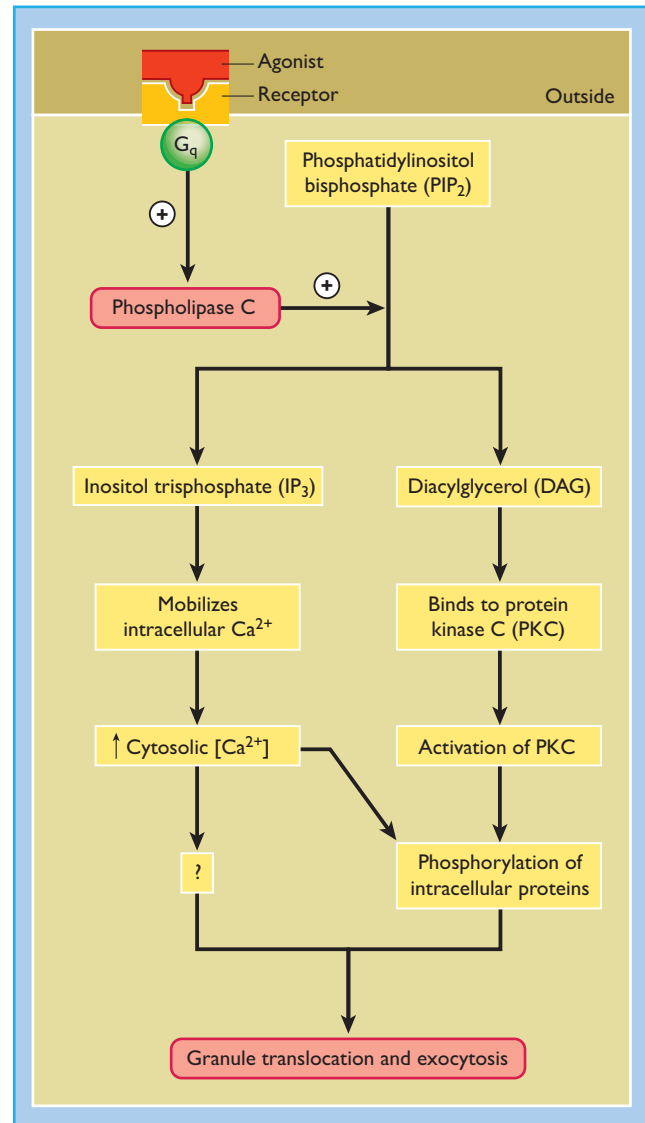 Agonist
Receptor
Outside
G_q
Phosphatidylinositol
bisphosphate (PIP₂)
+
Phospholipase C
+
Inositol trisphosphate (IP₃)
Diacylglycerol (DAG)
Mobilizes
intracellular Ca²⁺
Binds to protein
kinase C (PKC)
↑ Cytosolic [Ca²⁺]
Activation of PKC
?
Phosphorylation of
intracellular proteins
Granule translocation and exocytosis